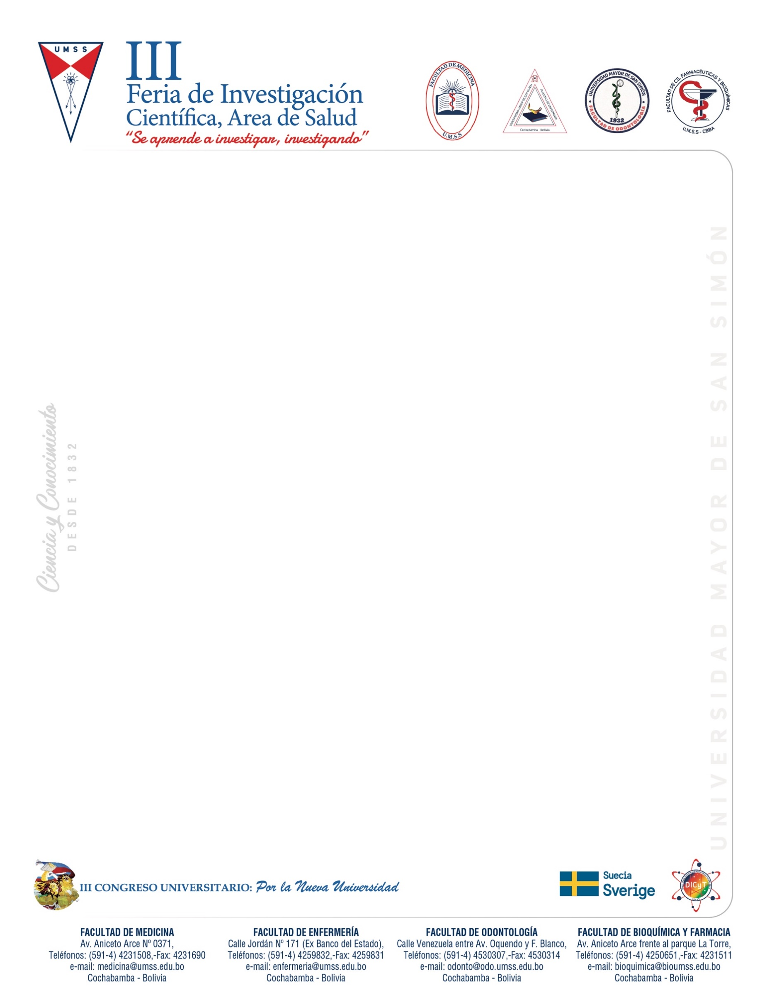 UMSS
III
Feria de Investigación
Científica, Area de Salud
"Se aprende a investigar, investigando"
FACULTAD DE MEDICINA
U.M.S.S
UNIVERSIDAD MAYOR DE SAN SIMÓN
FACULTAD DE ENFERMERIA
Cochabamba Bolivia
UNIVERSIDAD MAYOR DE SAN SIMÓN
1932
FACULTAD DE ODONTOLOGÍA
FACULTAD DE CS. FARMACÉUTICAS Y BIOQUÍMICAS
U.M.S.S - CBBA
Ciencia y Conocimiento
DESDE 1832
UNIVERSIDAD MAYOR DE SAN SIMÓN
III CONGRESO UNIVERSITARIO: Por la Nueva Universidad
Suecia
Sverige
DICyT
FACULTAD DE MEDICINA
Av. Aniceto Arce Nº 0371,
Teléfonos: (591-4) 4231508,-Fax: 4231690
e-mail: medicina@umss.edu.bo
Cochabamba - Bolivia
FACULTAD DE ENFERMERÍA
Calle Jordán Nº 171 (Ex Banco del Estado),
Teléfonos: (591-4) 4259832,-Fax: 4259831
e-mail: enfermeria@umss.edu.bo
Cochabamba - Bolivia
FACULTAD DE ODONTOLOGÍA
Calle Venezuela entre Av. Oquendo y F. Blanco,
Teléfonos: (591-4) 4530307,-Fax: 4530314
e-mail: odonto@odo.umss.edu.bo
Cochabamba - Bolivia
FACULTAD DE BIOQUÍMICA Y FARMACIA
Av. Aniceto Arce frente al parque La Torre,
Teléfonos: (591-4) 4250651,-Fax: 4231511
e-mail: bioquimica@bioumss.edu.bo
Cochabamba - Bolivia